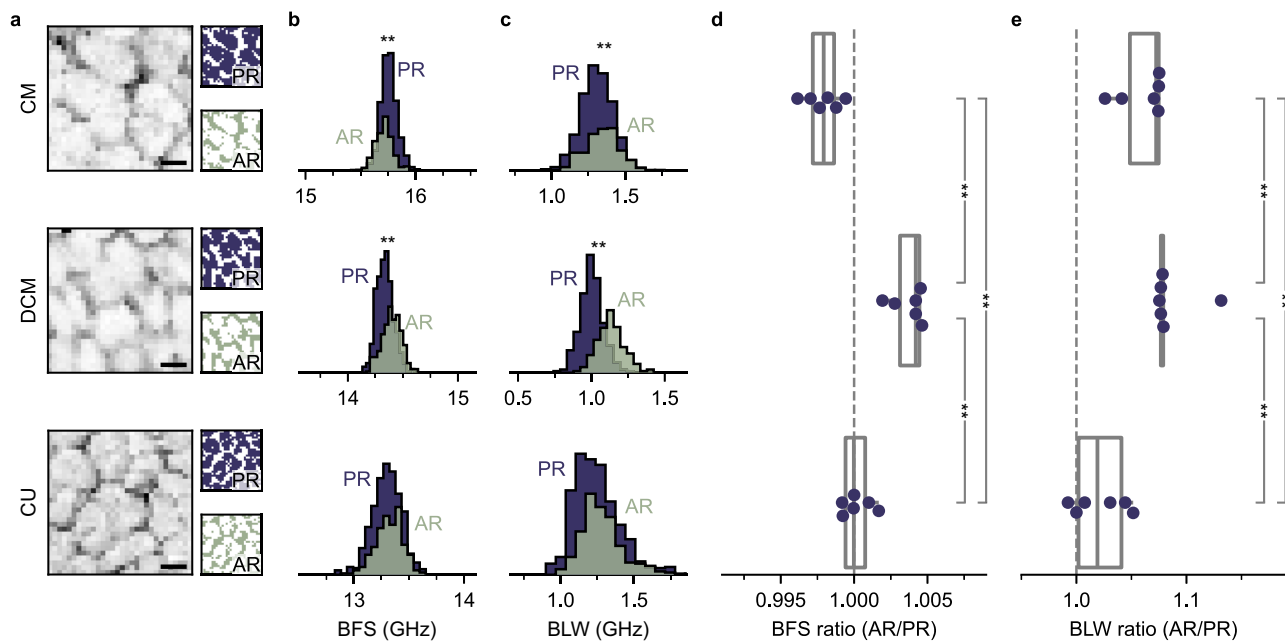 a
b
c
d
e
CM
PR
AR
**
PR
AR
15
16
**
PR
AR
1.0
1.5
DCM
PR
AR
**
PR
AR
14
15
**
PR
AR
0.5
1.0
1.5
CU
PR
AR
PR
AR
13
14
BFS (GHz)
PR
AR
1.0
1.5
BLW (GHz)
**
**
**
0.995
1.000
1.005
BFS ratio (AR/PR)
**
**
1.0
1.1
BLW ratio (AR/PR)